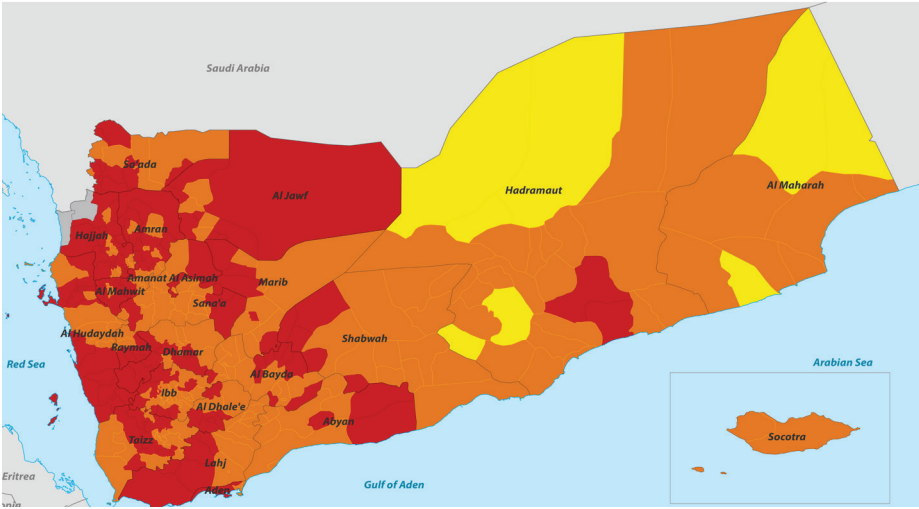 Saudi Arabia
Sa'ada
Al Jawf
Hadramaut
Al Maharah
Hajjah
Amran
Amanat Al Asimah
Marib
Al Mahwit
Sana'a
Al Hudaydah
Shabwah
Raymah
Dhamar
Red Sea
Arabian Sea
Al Bayda
Ibb
Al Dhale'e
Abyan
Taizz
Socotra
Lahj
Eritrea
Gulf of Aden
Aden